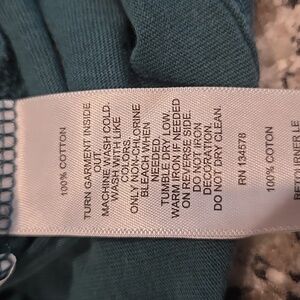 100% COTTON
TURN GARMENT INSIDE
OUT.
MACHINE WASH COLD.
WASH WITH LIKE
COLORS.
ONLY NON-CHLORINE
BLEACH WHEN
NEEDED.
TUMBLE DRY LOW.
WARM IRON IF NEEDED
ON REVERSE SIDE.
DO NOT IRON
DECORATION.
DO NOT DRY CLEAN.
RN 134578
100% COTON
RETOURNER LE